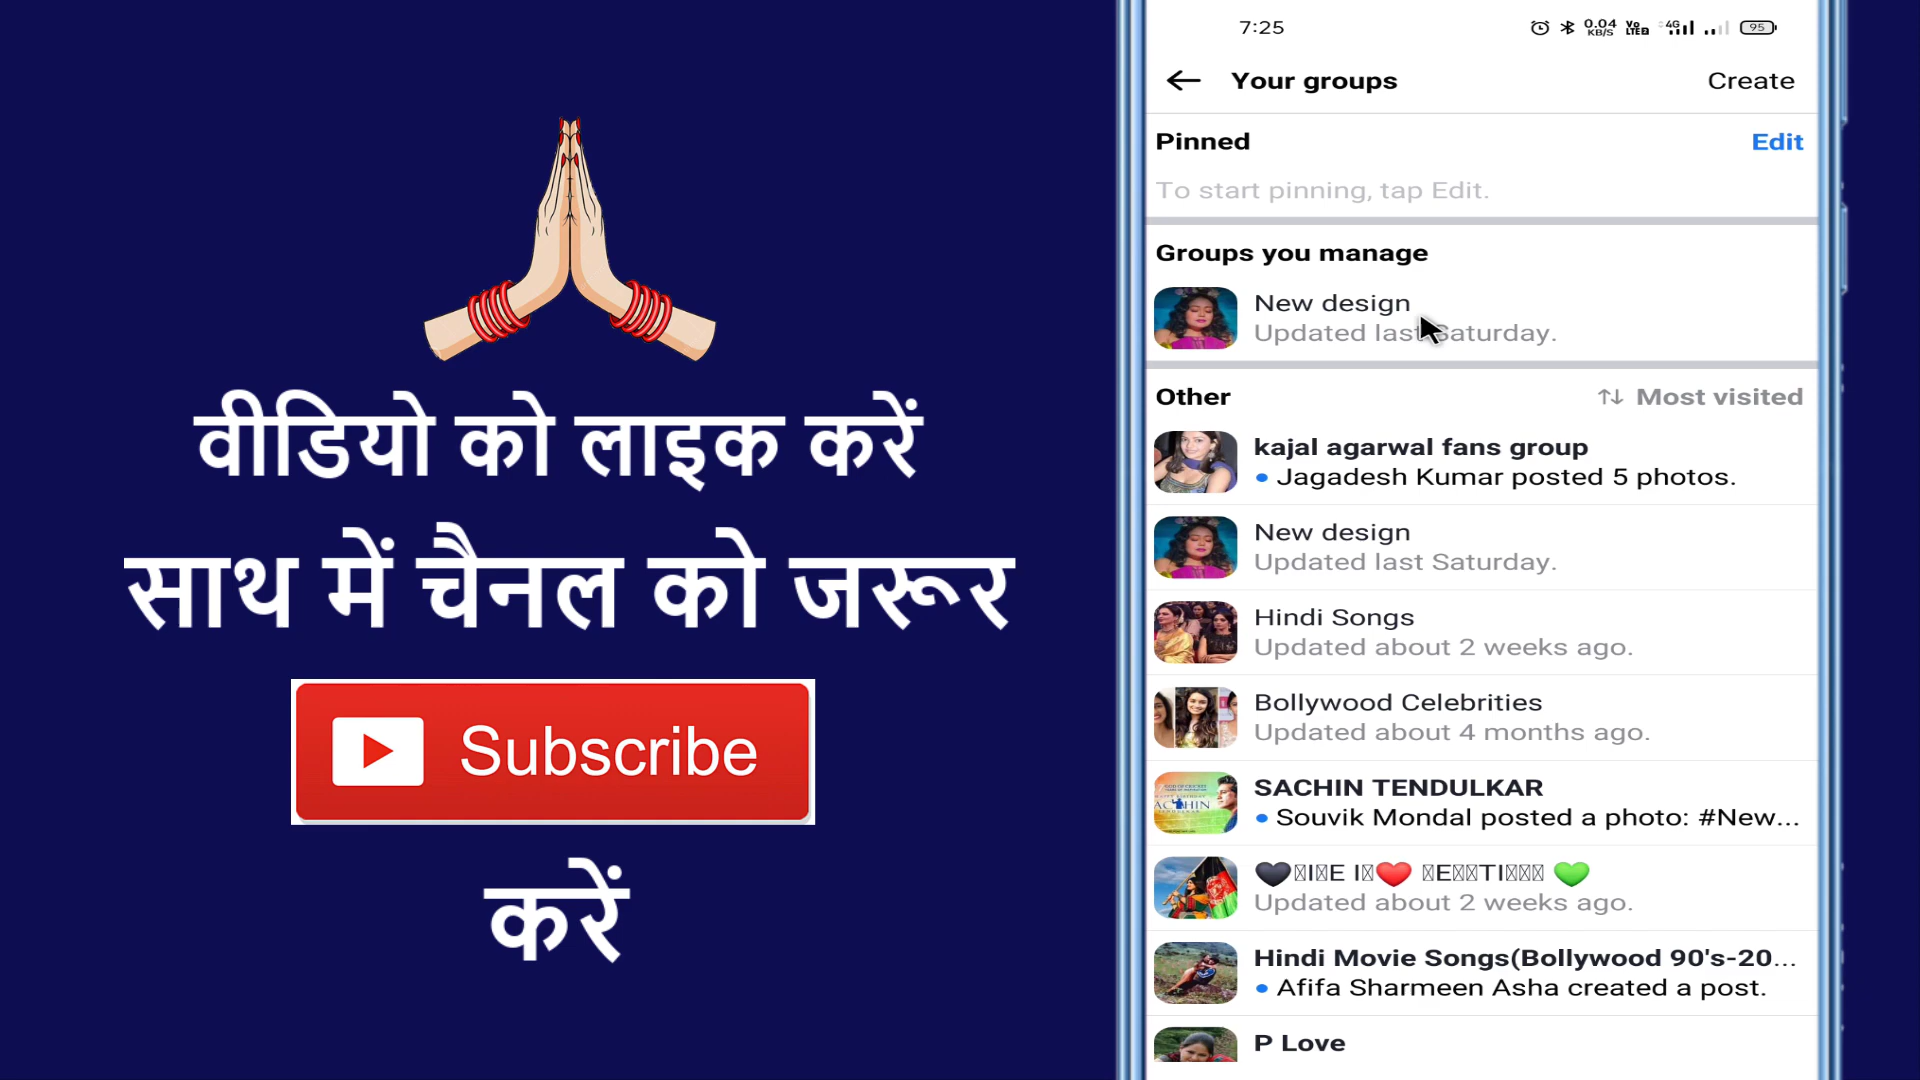 वीडियो को लाइक करें
साथ में चैनल को जरूर
Subscribe
करें
7:25
0.04
KB/S
Vo
LTE2
4G
95
Your groups
Create
Pinned
Edit
To start pinning, tap Edit.
Groups you manage
New design
Updated last Saturday.
Other
Most visited
kajal agarwal fans group
Jagadesh Kumar posted 5 photos.
New design
Updated last Saturday.
Hindi Songs
Updated about 2 weeks ago.
Bollywood Celebrities
Updated about 4 months ago.
SACHIN TENDULKAR
Souvik Mondal posted a photo: #New...
Updated about 2 weeks ago.
Hindi Movie Songs(Bollywood 90's-20...
Afifa Sharmeen Asha created a post.
P Love